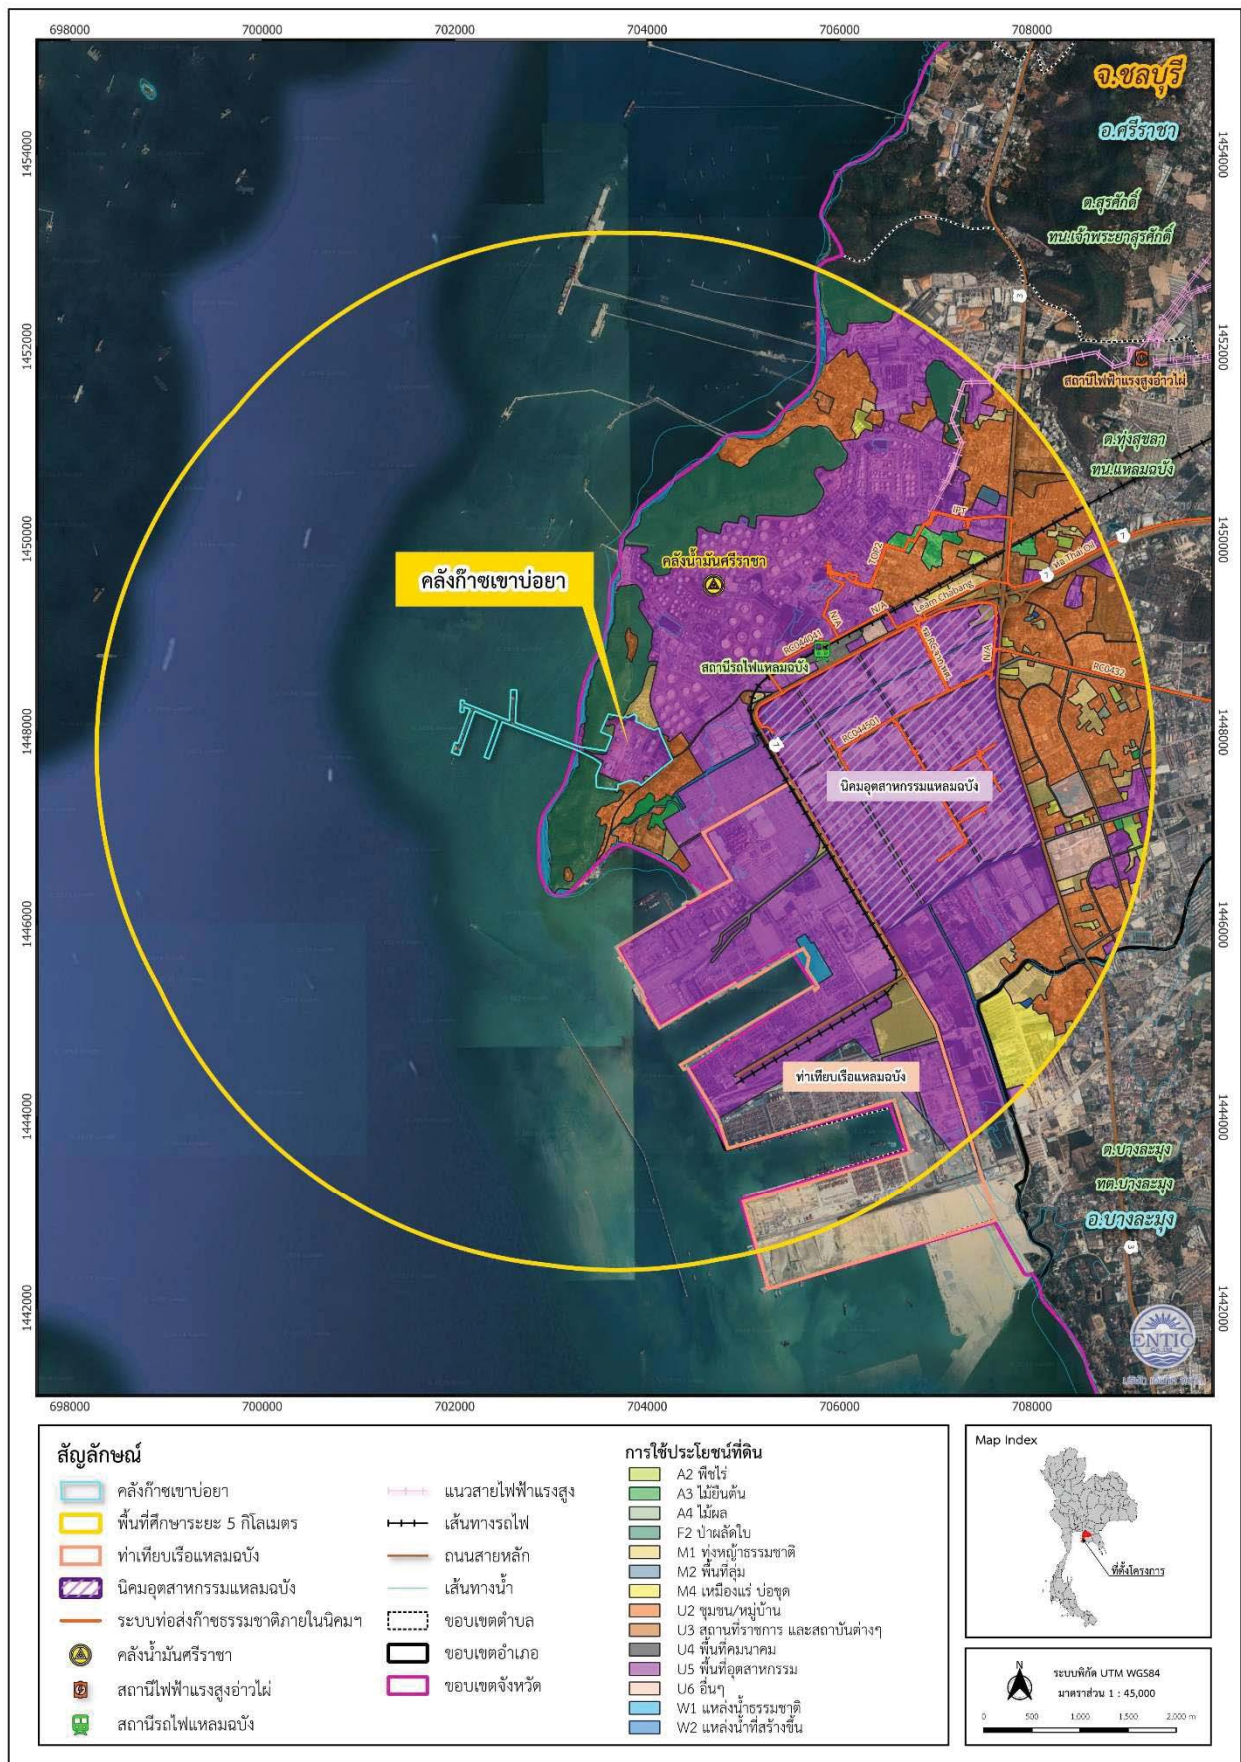 698000 700000 702000 704000 706000 708000
1454000
1452000
1450000
1448000
1446000
1444000
1442000
1454000
1452000
1450000
1448000
1446000
1444000
1442000
จ.ชลบุรี
อ.ศรีราชา
ต.สุรศักดิ์
ทน.เจ้าพระยาสุรศักดิ์
3
สถานีไฟฟ้าแรงสูงอ่าวไผ่
ต.ทุ่งสุขลา
ทน.แหลมฉบัง
IPT
TOP2
7
ท่อ Thai Oil
7
คลังน้ำมันศรีราชา
คลังก๊าซเขาบ่อยา
N/A
N/A
Leam Chabang
RC044041
สถานีรถไฟแหลมฉบัง
N/A
RC0432
RC044501
7
นิคมอุตสาหกรรมแหลมฉบัง
ท่าเทียบเรือแหลมฉบัง
ต.บางละมุง
ทต.บางละมุง
อ.บางละมุง
3
ENTIC
Co.,Ltd.
698000 700000 702000 704000 706000 708000
สัญลักษณ์
คลังก๊าซเขาบ่อยา
พื้นที่ศึกษาระยะ 5 กิโลเมตร
ท่าเทียบเรือแหลมฉบัง
นิคมอุตสาหกรรมแหลมฉบัง
ระบบท่อส่งก๊าซธรรมชาติภายในนิคมฯ
คลังน้ำมันศรีราชา
สถานีไฟฟ้าแรงสูงอ่าวไผ่
สถานีรถไฟแหลมฉบัง
แนวสายไฟฟ้าแรงสูง
เส้นทางรถไฟ
ถนนสายหลัก
เส้นทางน้ำ
ขอบเขตตำบล
ขอบเขตอำเภอ
ขอบเขตจังหวัด
การใช้ประโยชน์ที่ดิน
A2 พืชไร่
A3 ไม้ยืนต้น
A4 ไม้ผล
F2 ป่าผลัดใบ
M1 ทุ่งหญ้าธรรมชาติ
M2 พื้นที่ลุ่ม
M4 เหมืองแร่ บ่อขุด
U2 ชุมชน/หมู่บ้าน
U3 สถานที่ราชการ และสถาบันต่างๆ
U4 พื้นที่คมนาคม
U5 พื้นที่อุตสาหกรรม
U6 อื่นๆ
W1 แหล่งน้ำธรรมชาติ
W2 แหล่งน้ำที่สร้างขึ้น
Map Index
ที่ตั้งโครงการ
N
ระบบพิกัด UTM WGS84
มาตราส่วน 1 : 45,000
0 500 1,000 1,500 2,000 m